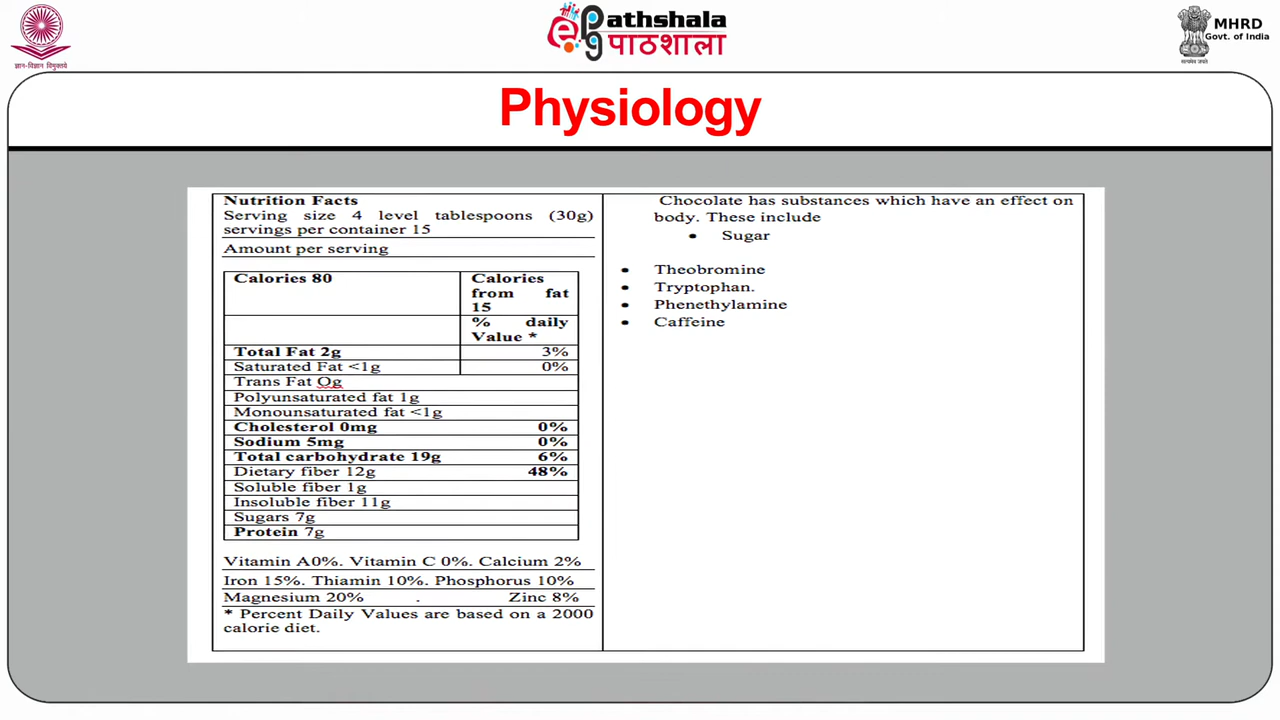 ज्ञान-विज्ञान विमुक्तये
ePathshala
पाठशाला
सत्यमेव जयते
MHRD
Govt. of India
Physiology
Nutrition Facts
Serving size 4 level tablespoons (30g)
servings per container 15
Amount per serving
Calories 80
Calories
from fat
15
% daily
Value *
Total Fat 2g 3%
Saturated Fat <1g 0%
Trans Fat Og
Polyunsaturated fat 1g
Monounsaturated fat <1g
Cholesterol 0mg 0%
Sodium 5mg 0%
Total carbohydrate 19g 6%
Dietary fiber 12g 48%
Soluble fiber 1g
Insoluble fiber 11g
Sugars 7g
Protein 7g
Vitamin A0%. Vitamin C 0%. Calcium 2%
Iron 15%. Thiamin 10%. Phosphorus 10%
Magnesium 20% . Zinc 8%
* Percent Daily Values are based on a 2000
calorie diet.
Chocolate has substances which have an effect on
body. These include
• Sugar
• Theobromine
• Tryptophan.
• Phenethylamine
• Caffeine